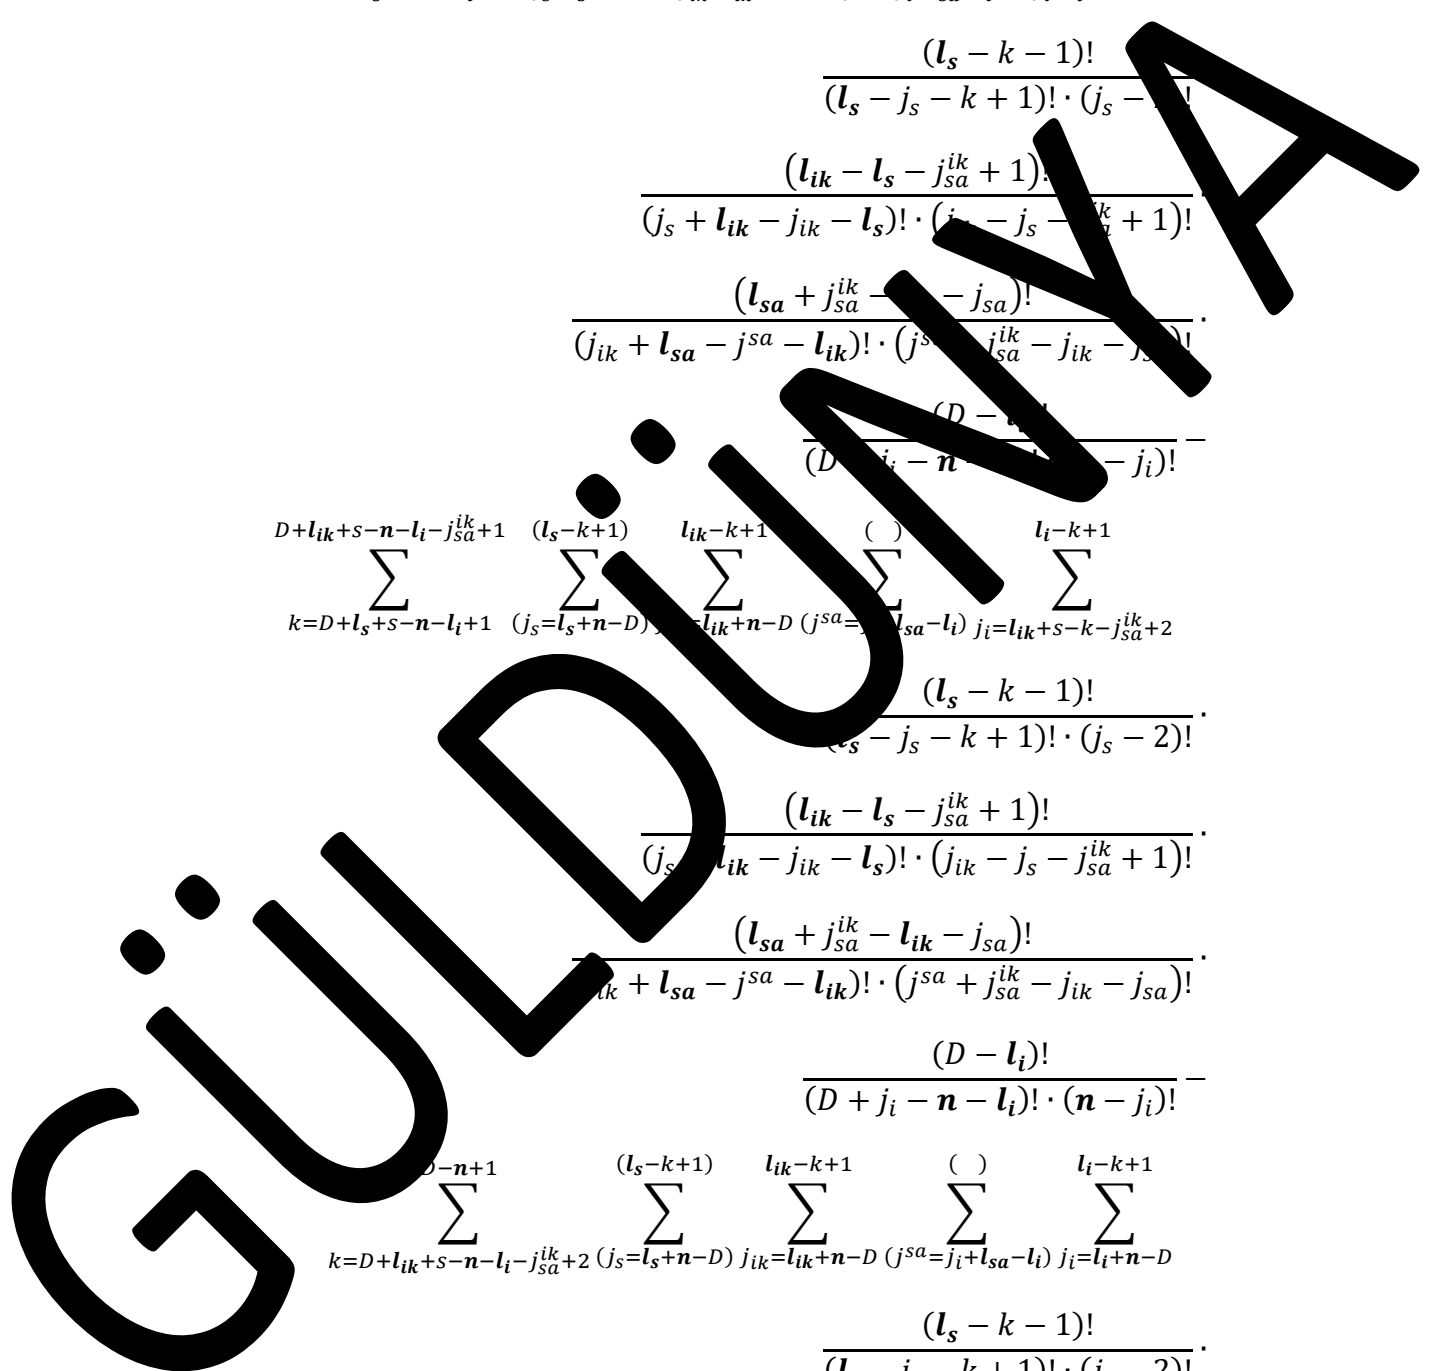 (l_s − k − 1)!
(l_s − j_s − k + 1)! · (j_s − !
(l_ik − l_s − j_sa^ik + 1)!
(j_s + l_ik − j_ik − l_s)! · ( − j_s − + 1)!
(l_sa + j_sa^ik − − j_sa)!
(j_ik + l_sa − j^sa − l_ik)! · (j j_sa^ik − j_ik − )! ·
(D − !
(D j_i − n − j_i)! −
D+l_ik+s−n−l_i−j_sa^ik+1 (l_s−k+1) l_ik−k+1 ( ) l_i−k+1
∑ ∑ ∑ ∑ ∑
k=D+l_s+s−n−l_i+1 (j_s=l_s+n−D) =l_ik+n−D (j^sa= l_sa−l_i) j_i=l_ik+s−k−j_sa^ik+2
(l_s − k − 1)!
(l_s − j_s − k + 1)! · (j_s − 2)! ·
(l_ik − l_s − j_sa^ik + 1)!
(j_s l_ik − j_ik − l_s)! · (j_ik − j_s − j_sa^ik + 1)! ·
(l_sa + j_sa^ik − l_ik − j_sa)!
ik + l_sa − j^sa − l_ik)! · (j^sa + j_sa^ik − j_ik − j_sa)! ·
(D − l_i)!
(D + j_i − n − l_i)! · (n − j_i)! −
D−n+1 (l_s−k+1) l_ik−k+1 ( ) l_i−k+1
∑ ∑ ∑ ∑ ∑
k=D+l_ik+s−n−l_i−j_sa^ik+2 (j_s=l_s+n−D) j_ik=l_ik+n−D (j^sa=j_i+l_sa−l_i) j_i=l_i+n−D
(l_s − k − 1)!
GÜLDÜNYA